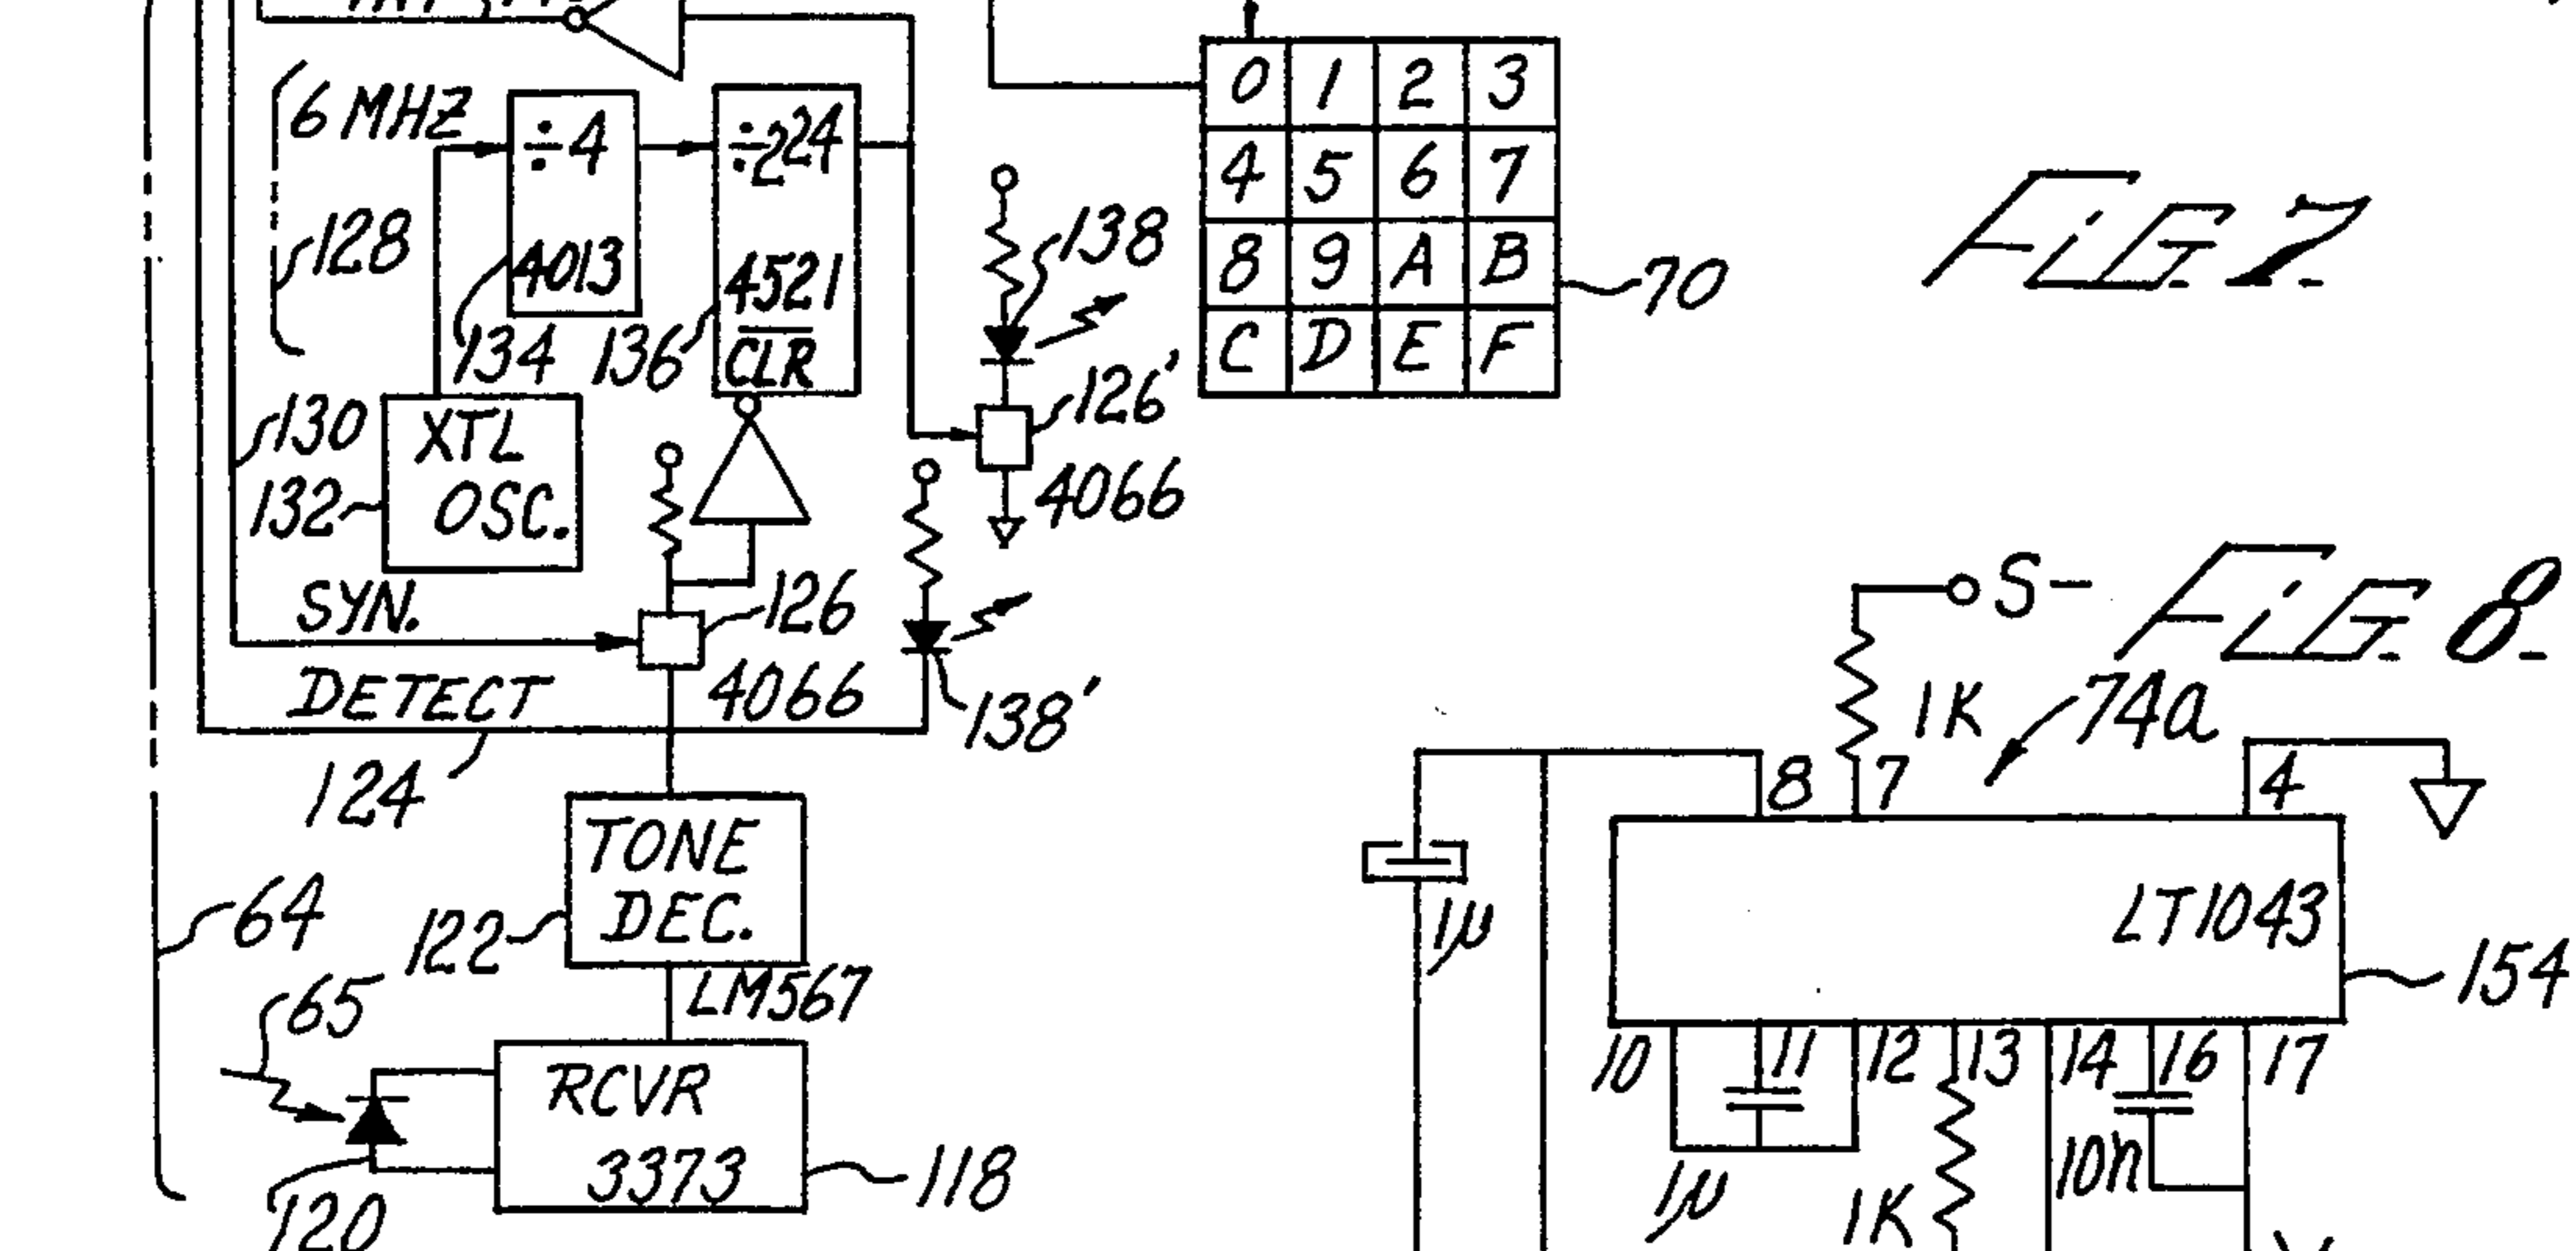 6 MHZ
÷4
÷2²⁴
0 1 2 3
4 5 6 7
8 9 A B
C D E F
70
FIG. 7.
128
4013
134
4521
CLR
136
138
126'
4066
130
XTL
OSC.
132
SYN.
126
4066
DETECT
124
138'
TONE
DEC.
122
LM567
64
65
RCVR
3373
118
120
FIG. 8.
S-
1K
74a
8 7 4
1µ
LT1043
154
10 11 12 13 14 16 17
1µ
1K
10n